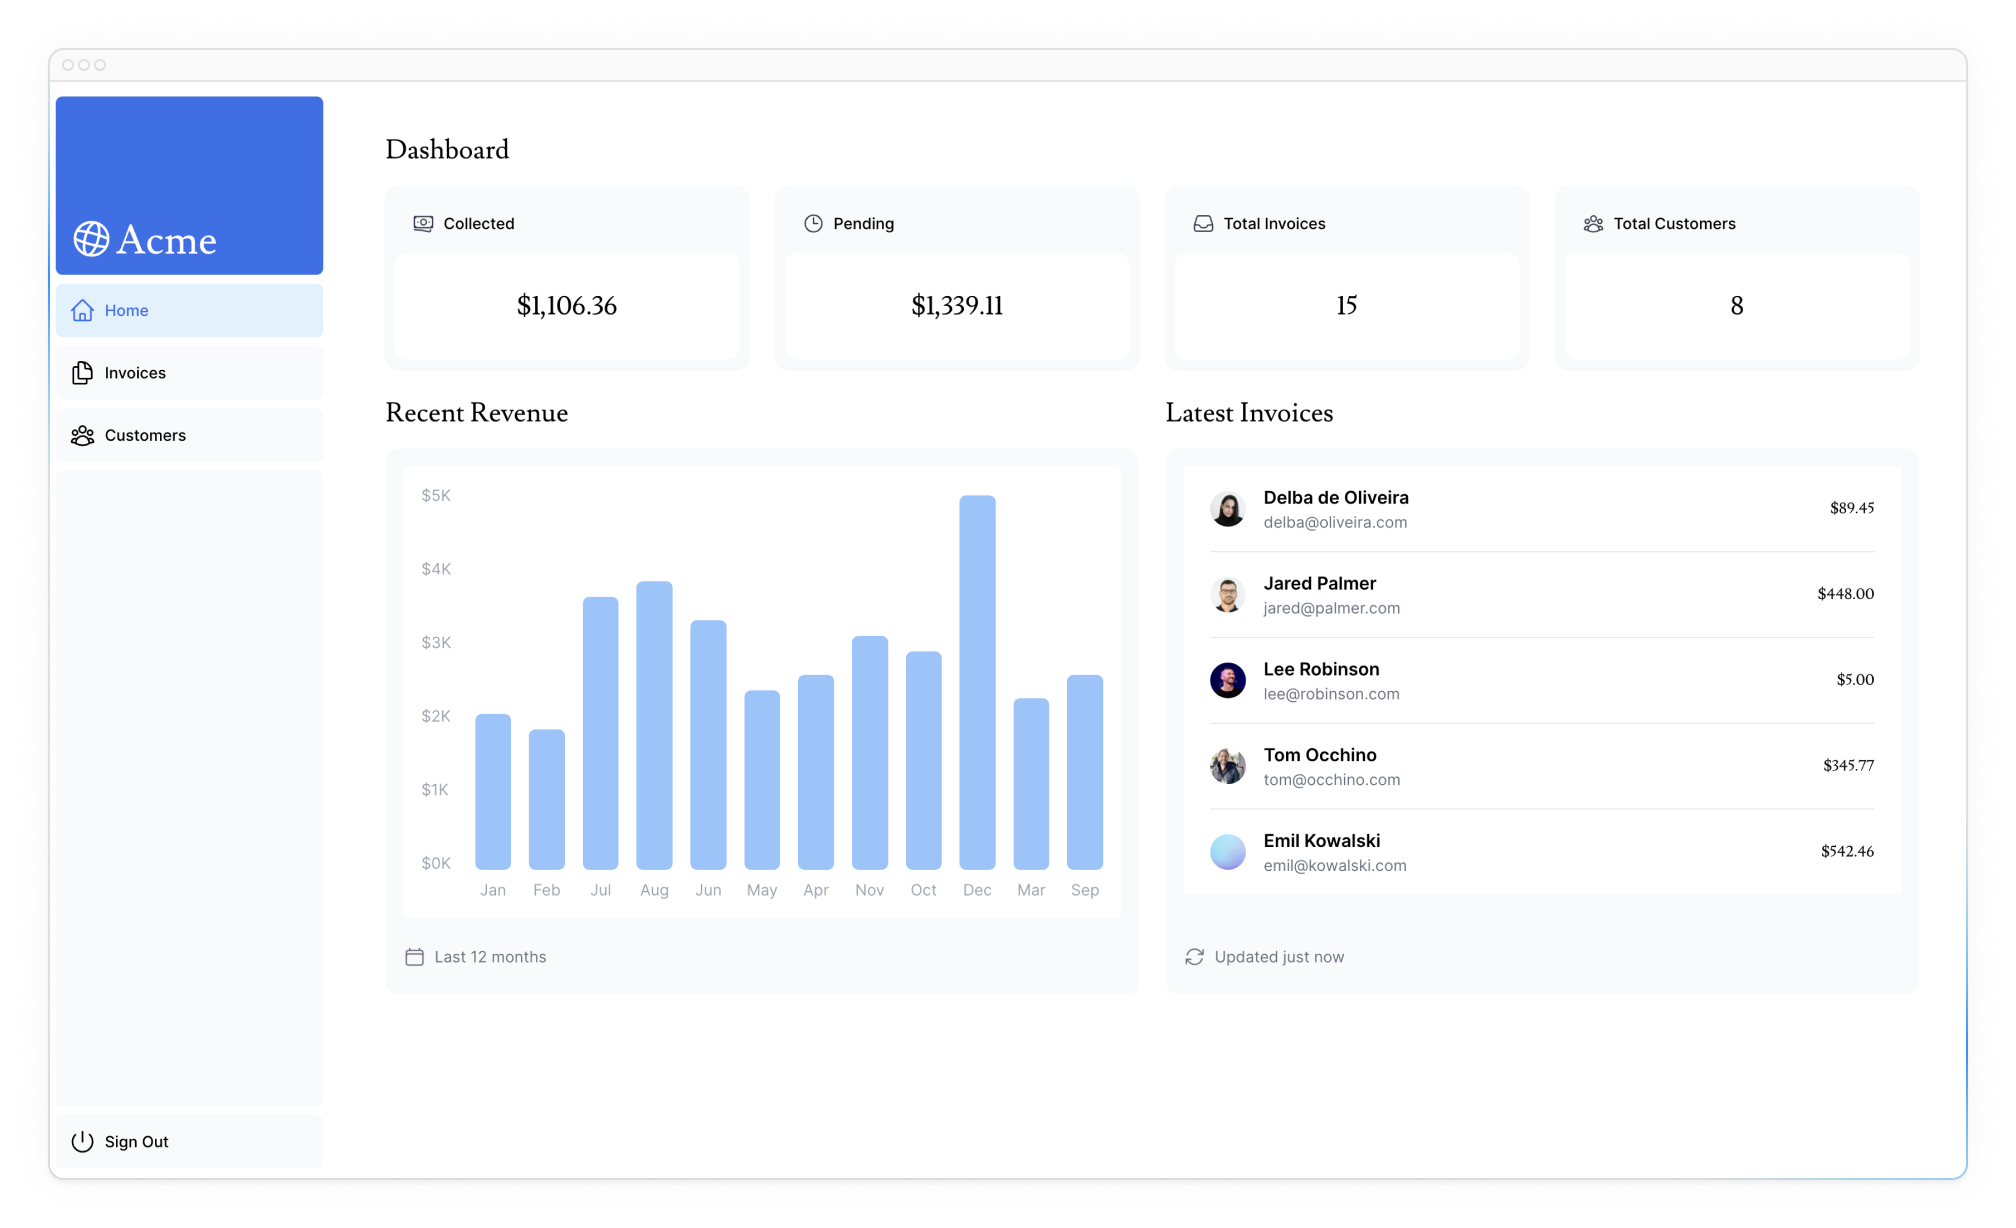 Acme
Home
Invoices
Customers
Sign Out
Dashboard
Collected
$1,106.36
Pending
$1,339.11
Total Invoices
15
Total Customers
8
Recent Revenue
$5K
$4K
$3K
$2K
$1K
$0K
Jan Feb Jul Aug Jun May Apr Nov Oct Dec Mar Sep
Last 12 months
Latest Invoices
Delba de Oliveira
delba@oliveira.com
$89.45
Jared Palmer
jared@palmer.com
$448.00
Lee Robinson
lee@robinson.com
$5.00
Tom Occhino
tom@occhino.com
$345.77
Emil Kowalski
emil@kowalski.com
$542.46
Updated just now